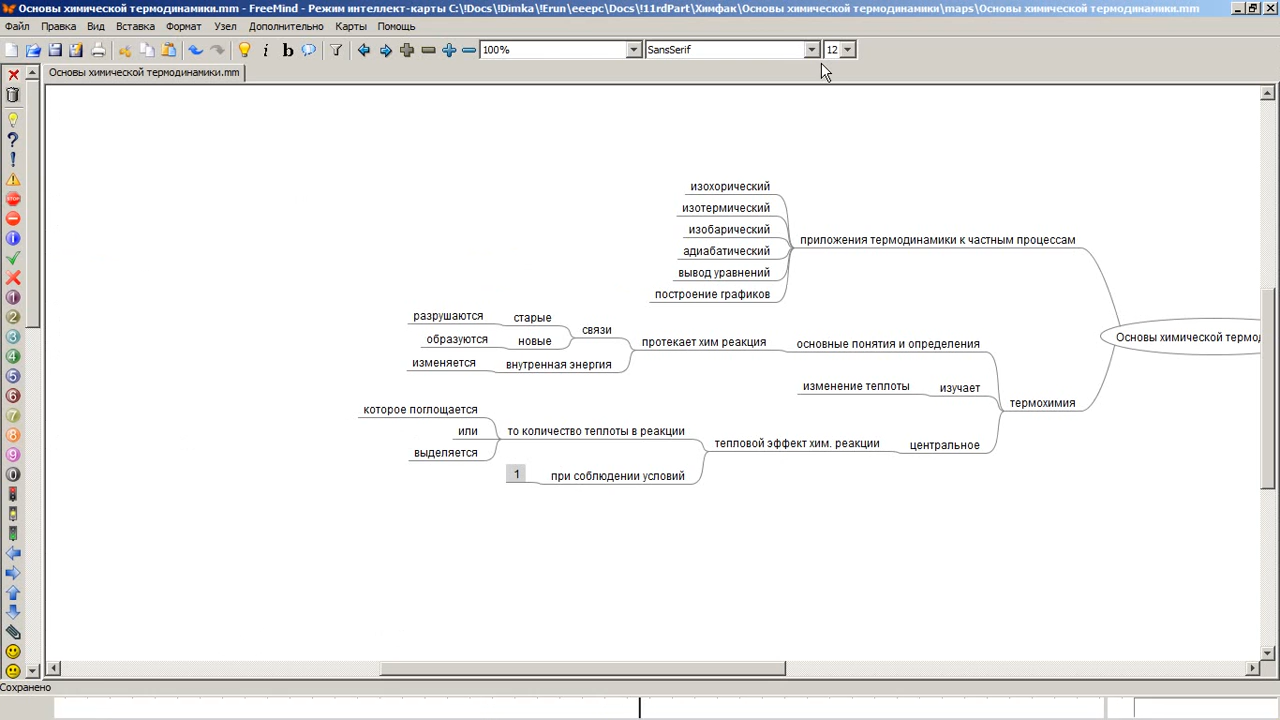 Основы химической термодинамики.mm - FreeMind - Режим интеллект-карты C:\!Docs\!Dimka\!Erun\eeepc\Docs\!11rdPart\Химфак\Основы химической термодинамики\maps\Основы химической термодинамики.mm
Файл Правка Вид Вставка Формат Узел Дополнительно Карты Помощь
100% SansSerif 12
Основы химической термодинамики.mm
изохорический
изотермический
изобарический
адиабатический
вывод уравнений
построение графиков
приложения термодинамики к частным процессам
разрушаются
старые
образуются
новые
связи
изменяется
внутренная энергия
протекает хим реакция
основные понятия и определения
Основы химической термод
изменение теплоты
изучает
термохимия
которое поглощается
или
выделяется
то количество теплоты в реакции
1
при соблюдении условий
тепловой эффект хим. реакции
центральное
Сохранено